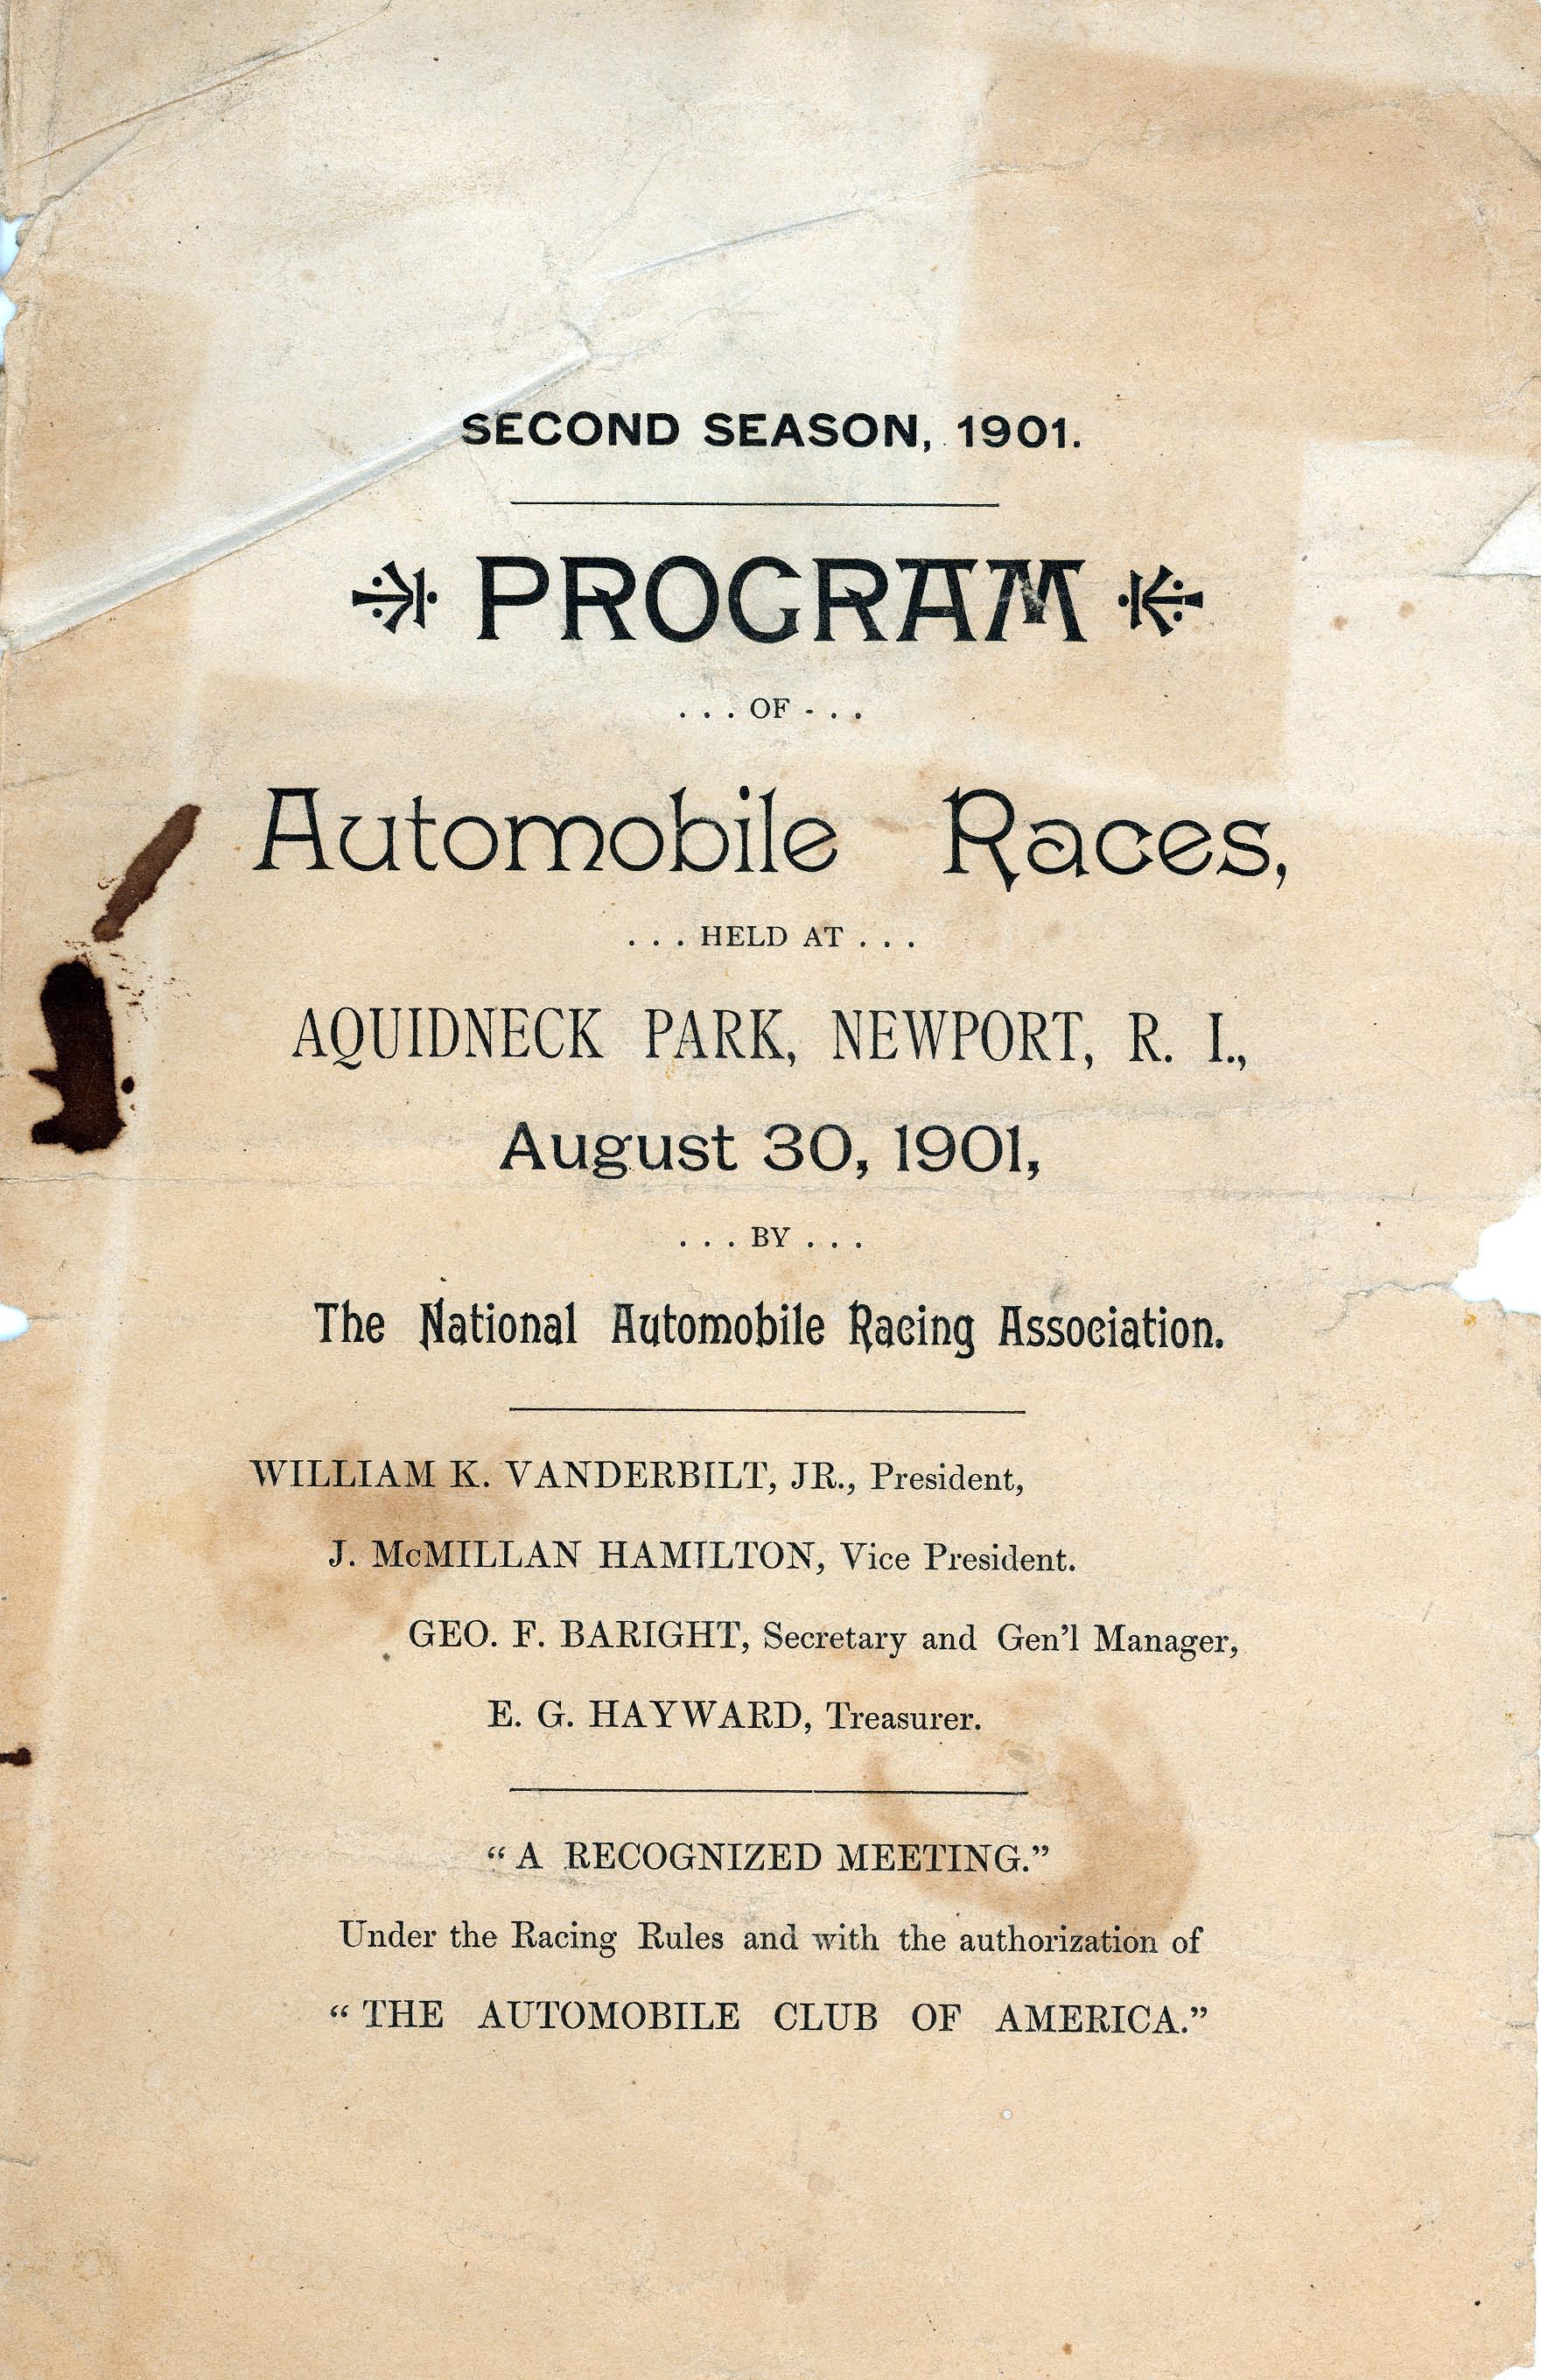 SECOND SEASON, 1901.
PROGRAM
. . . OF - . .
Automobile Races,
. . . HELD AT . . .
AQUIDNECK PARK, NEWPORT, R. I.,
August 30, 1901,
. . . BY . . .
The National Automobile Racing Association.
WILLIAM K. VANDERBILT, JR., President,
J. McMILLAN HAMILTON, Vice President.
GEO. F. BARIGHT, Secretary and Gen'l Manager,
E. G. HAYWARD, Treasurer.
“ A RECOGNIZED MEETING.”
Under the Racing Rules and with the authorization of
“ THE AUTOMOBILE CLUB OF AMERICA.”